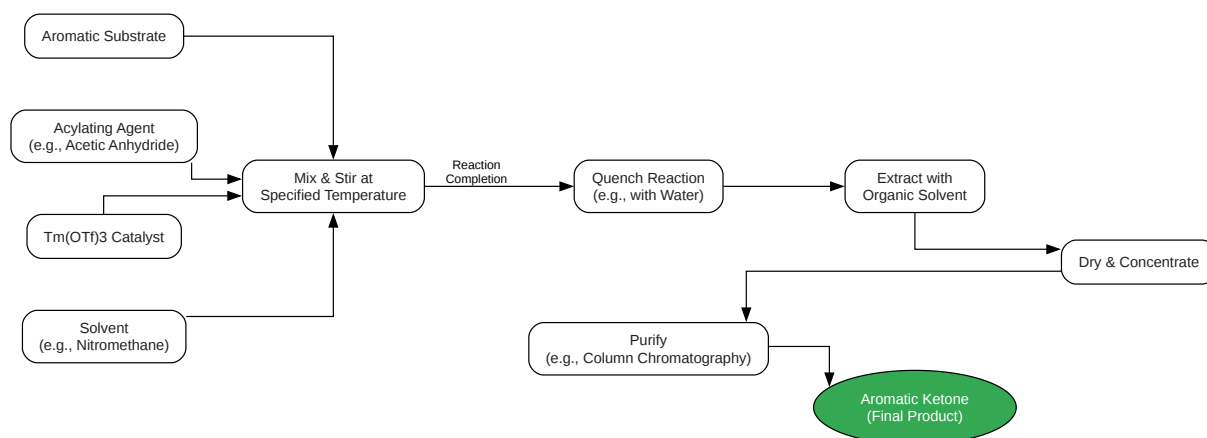 Aromatic Substrate
Acylating Agent
(e.g., Acetic Anhydride)
Tm(OTf)3 Catalyst
Solvent
(e.g., Nitromethane)
Mix & Stir at
Specified Temperature
Reaction
Completion
Quench Reaction
(e.g., with Water)
Extract with
Organic Solvent
Dry & Concentrate
Purify
(e.g., Column Chromatography)
Aromatic Ketone
(Final Product)